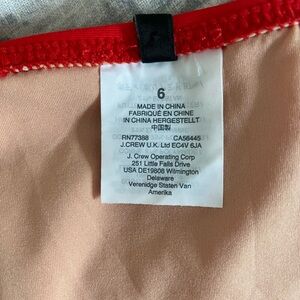 6
MADE IN CHINA
FABRIQUÉ EN CHINE
IN CHINA HERGESTELLT
中国製
RN77388 CA56445
J.CREW U.K. Ltd EC4V 6JA
J. Crew Operating Corp
251 Little Falls Drive
USA DE19808 Wilmington
Delaware
Verenidge Staten Van
Amerika